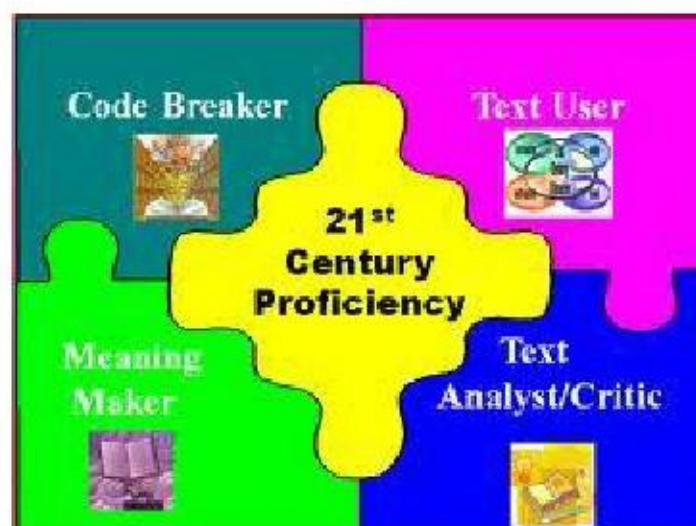 Code Breaker
Text User
21st
Century
Proficiency
Meaning
Maker
Text
Analyst/Critic